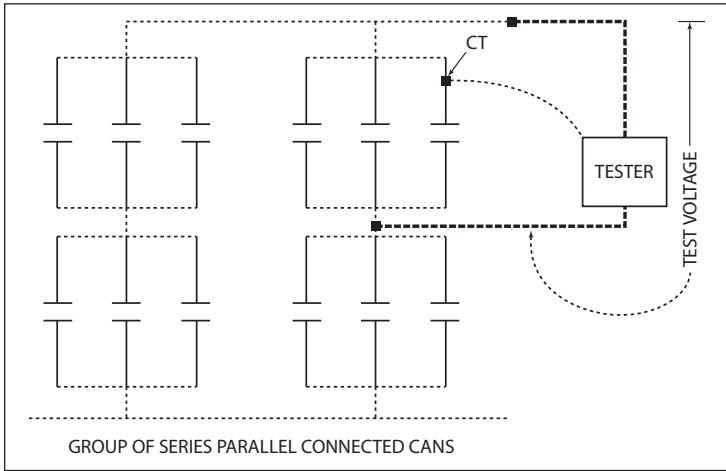 CT
TESTER
TEST VOLTAGE
GROUP OF SERIES PARALLEL CONNECTED CANS